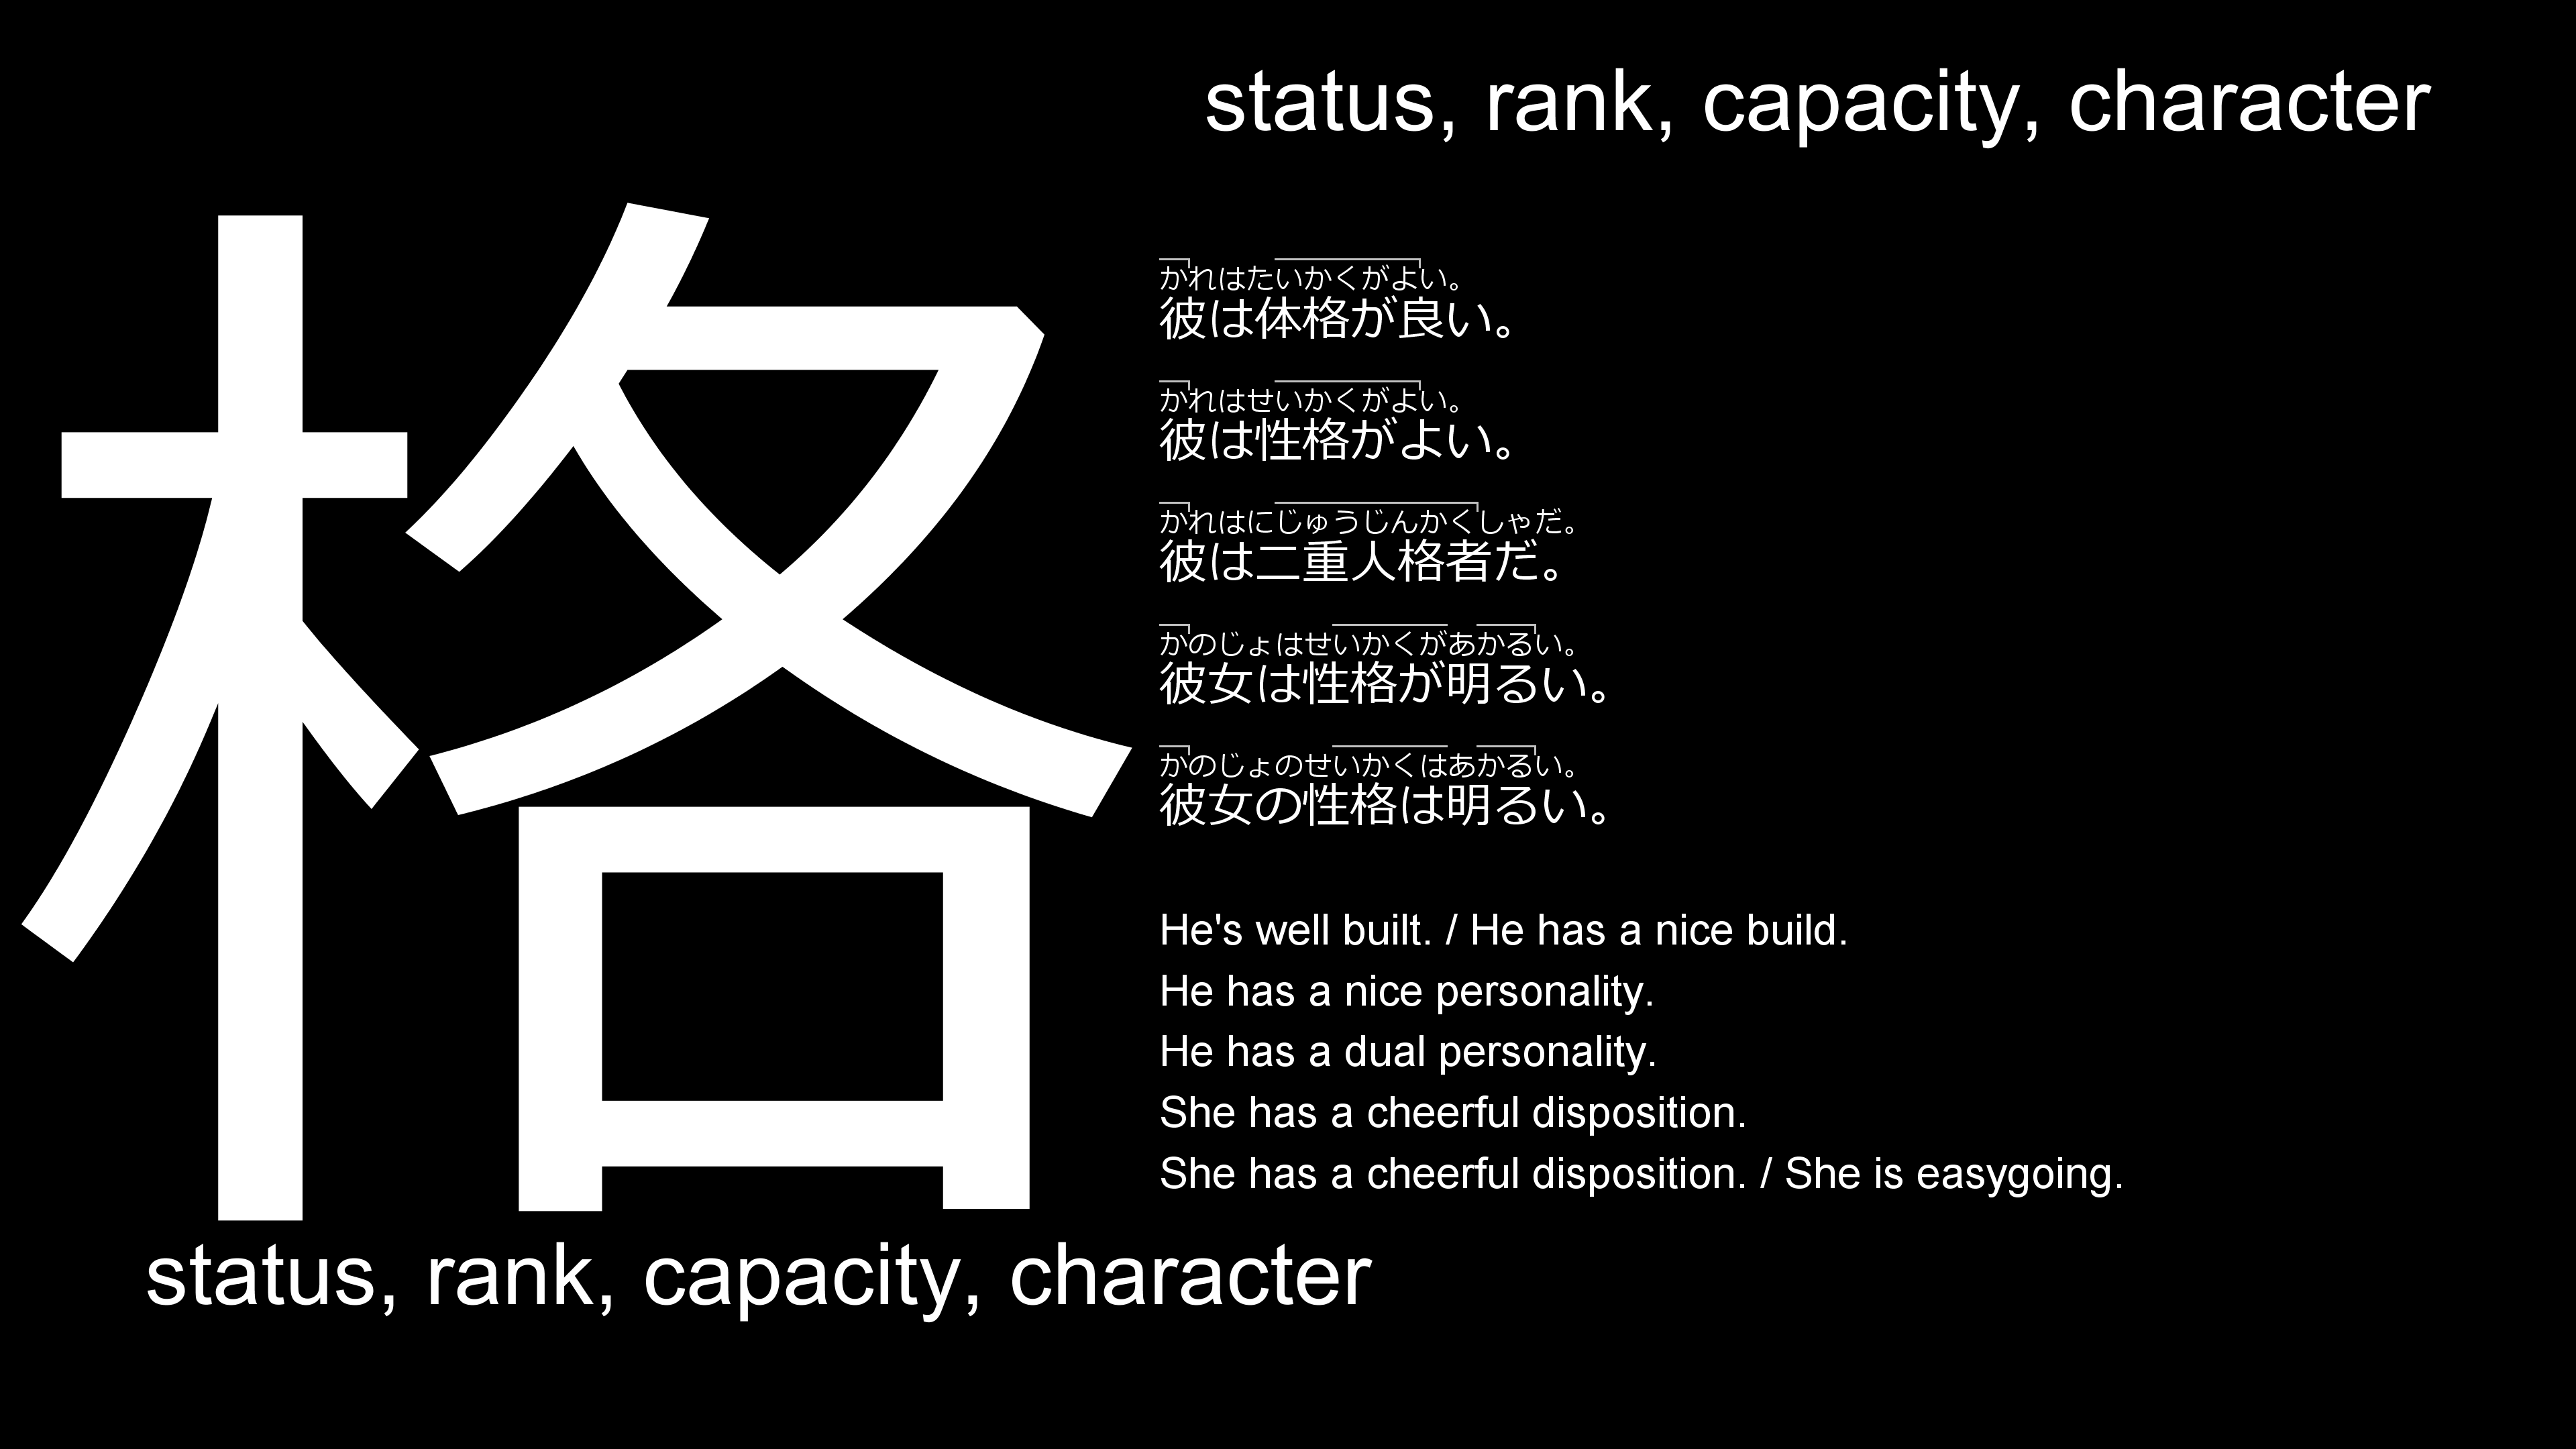 status, rank, capacity, character
格
かれはたいかくがよい。
彼は体格が良い。
かれはせいかくがよい。
彼は性格がよい。
かれはにじゅうじんかくしゃだ。
彼は二重人格者だ。
かのじょはせいかくがあかるい。
彼女は性格が明るい。
かのじょのせいかくはあかるい。
彼女の性格は明るい。
He's well built. / He has a nice build.
He has a nice personality.
He has a dual personality.
She has a cheerful disposition.
She has a cheerful disposition. / She is easygoing.
status, rank, capacity, character